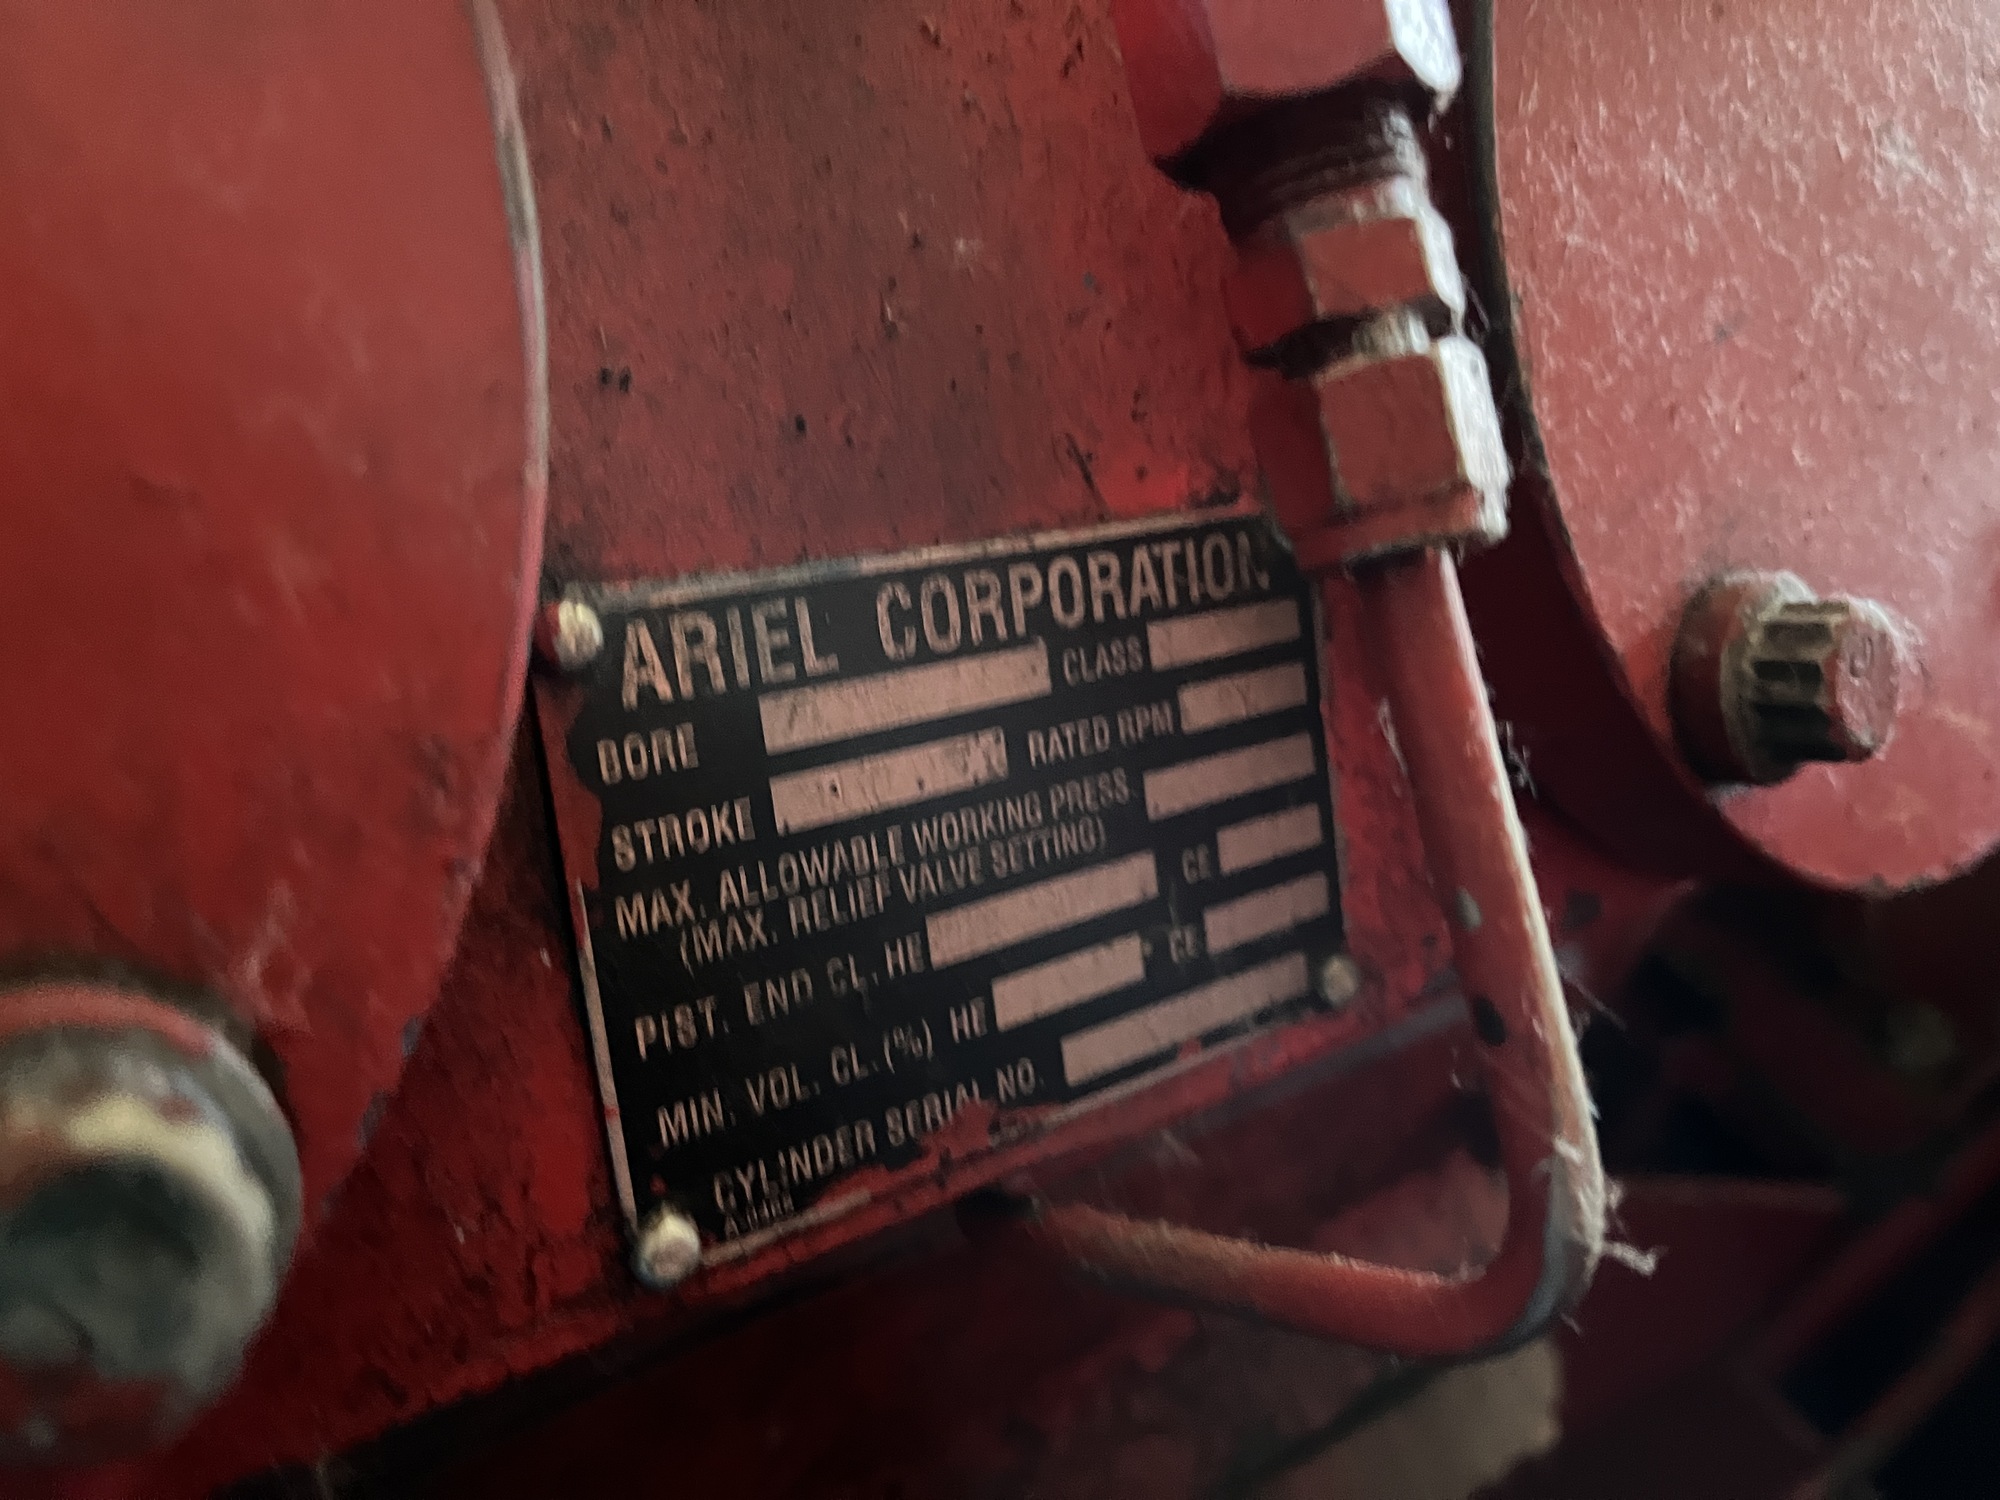 ARIEL CORPORATION
BORE CLASS
STROKE RATED RPM
MAX. ALLOWABLE WORKING PRESS
(MAX. RELIEF VALVE SETTING)
PIST. END CL. HE CE
MIN. VOL. CL. (%) HE CE
CYLINDER SERIAL NO.